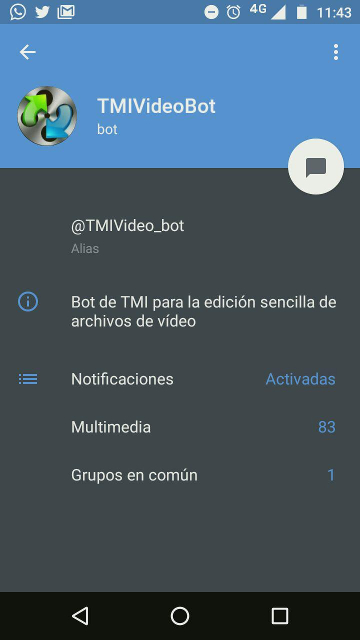 4G 11:43
TMIVideoBot
bot
@TMIVideo_bot
Alias
Bot de TMI para la edición sencilla de
archivos de vídeo
Notificaciones Activadas
Multimedia 83
Grupos en común 1